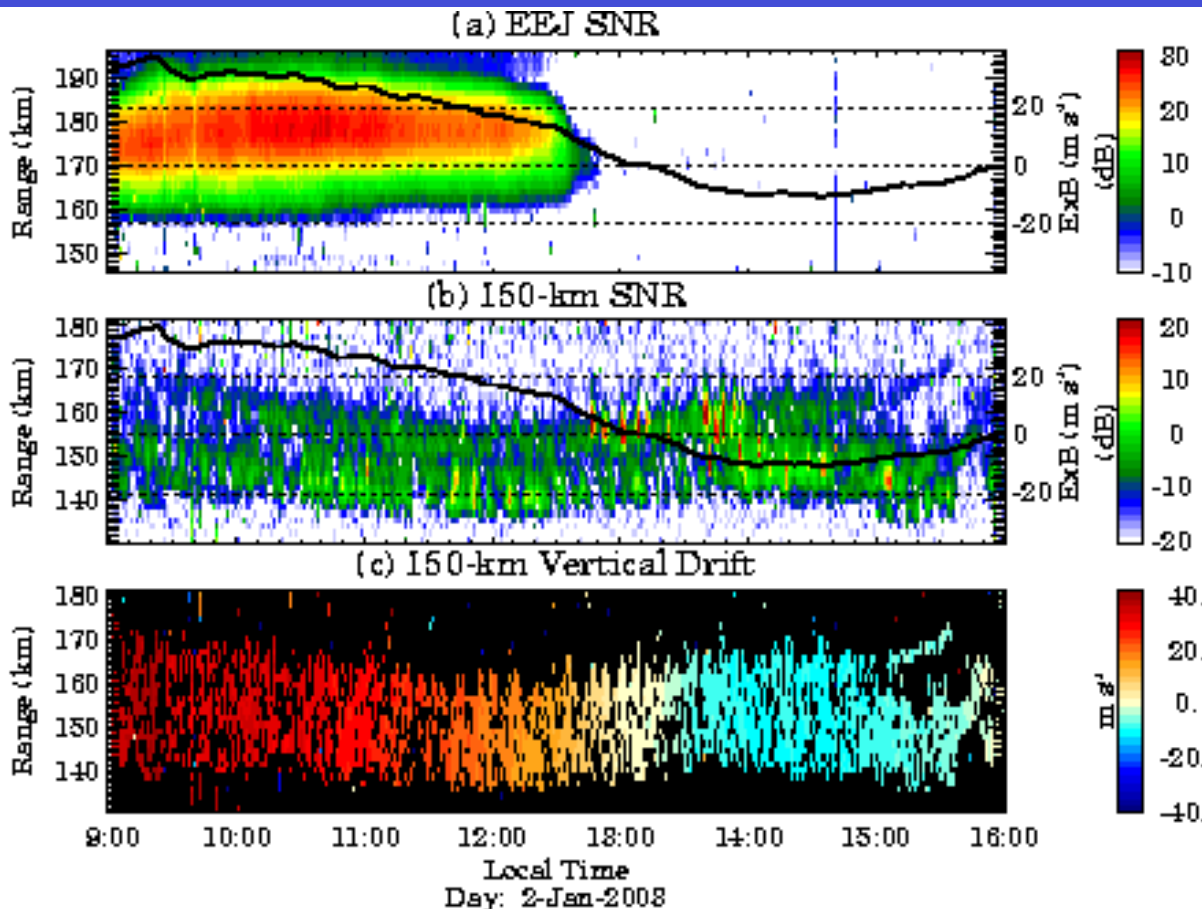 (a) EEJ SNR
Range (km)
190
180
170
160
150
20
0
-20
ExB (m s⁻¹)
30
20
10
0
-10
(dB)
(b) 150-km SNR
Range (km)
180
170
160
150
140
20
0
-20
ExB (m s⁻¹)
20
10
0
-10
-20
(dB)
(c) 150-km Vertical Drift
Range (km)
180
170
160
150
140
40.
20.
0.
-20.
-40.
m s⁻¹
9:00 10:00 11:00 12:00 13:00 14:00 15:00 16:00
Local Time
Day: 2-Jan-2008